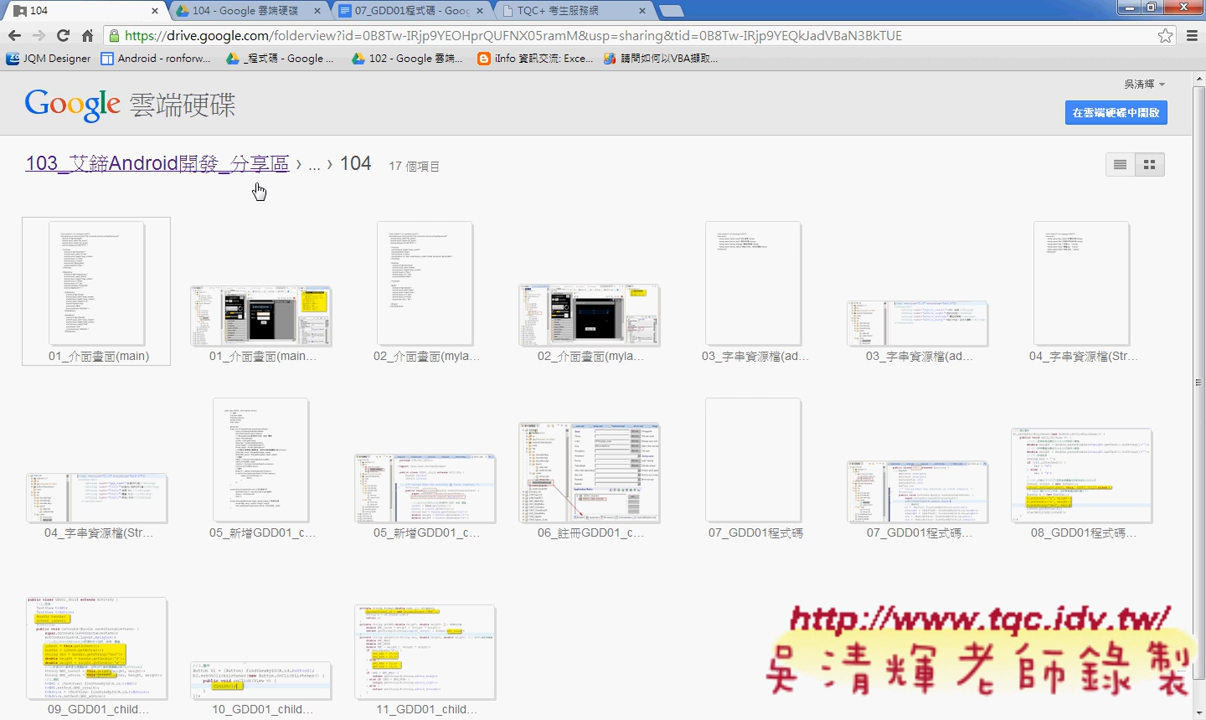 104
104 - Google 雲端硬碟
07_GDD01程式碼 - Goo
TQC+ 考生服務網
https://drive.google.com/folderview?id=0B8Tw-IRjp9YEOHprQUFNX05ramM&usp=sharing&tid=0B8Tw-IRjp9YEQkJadVBaN3BkTUE
JQM Designer
Android - ronforw...
_程式碼 - Google ...
102 - Google 雲端...
iInfo 資訊交流: Exce...
請問如何以VBA擷取...
吳清輝
Google 雲端硬碟
在雲端硬碟中開啟
103_艾鍗Android開發_分享區 › ... › 104 17 個項目
01_介面畫面(main)
01_介面畫面(main...
02_介面畫面(myla...
02_介面畫面(myla...
03_字串資源檔(ad...
03_字串資源檔(ad...
04_字串資源檔(Str...
04_字串資源檔(Str...
05_新增GDD01_c...
05_新增GDD01_c...
06_註冊GDD01_c...
07_GDD01程式碼
07_GDD01程式碼...
08_GDD01程式碼...
09_GDD01_child...
10_GDD01_child...
11_GDD01_child...
http://www.tqc.idv.tw/
吳清輝老師錄製